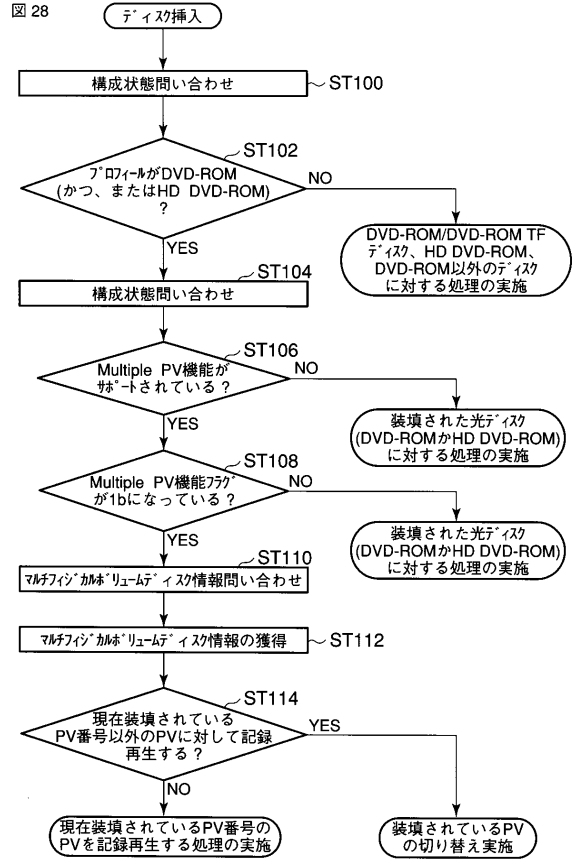 図 28
ディスク挿入
構成状態問い合わせ
ST100
ST102
プロフィールがDVD-ROM
(かつ、またはHD DVD-ROM)
?
NO
YES
DVD-ROM/DVD-ROM TF
ディスク、HD DVD-ROM、
DVD-ROM以外のディスク
に対する処理の実施
ST104
構成状態問い合わせ
ST106
Multiple PV機能が
サポートされている?
NO
YES
装填された光ディスク
(DVD-ROMかHD DVD-ROM)
に対する処理の実施
ST108
Multiple PV機能フラグ
が1bになっている?
NO
YES
装填された光ディスク
(DVD-ROMかHD DVD-ROM)
に対する処理の実施
ST110
マルチフィジカルボリュームディスク情報問い合わせ
マルチフィジカルボリュームディスク情報の獲得
ST112
ST114
現在装填されている
PV番号以外のPVに対して記録
再生する?
YES
NO
現在装填されているPV番号の
PVを記録再生する処理の実施
装填されているPV
の切り替え実施